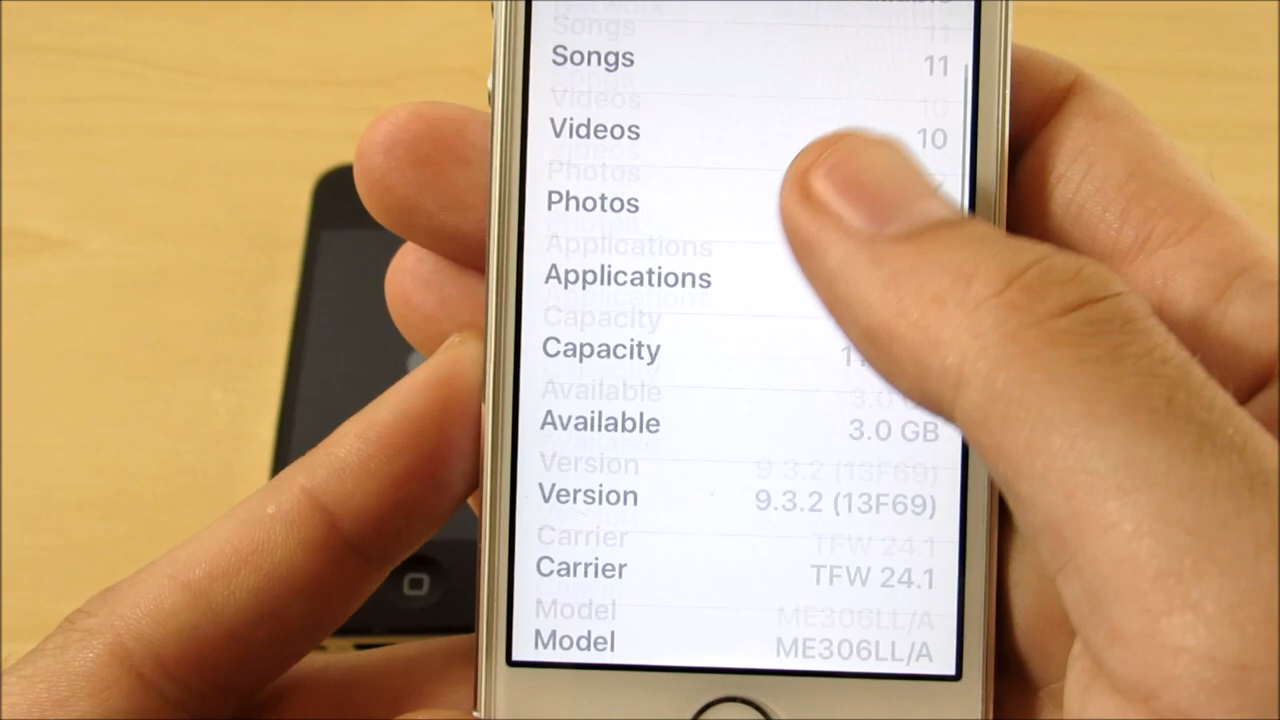 Songs 11
Videos 10
Photos
Applications
Capacity
Available 3.0 GB
Version 9.3.2 (13F69)
Carrier TFW 24.1
Model ME306LL/A